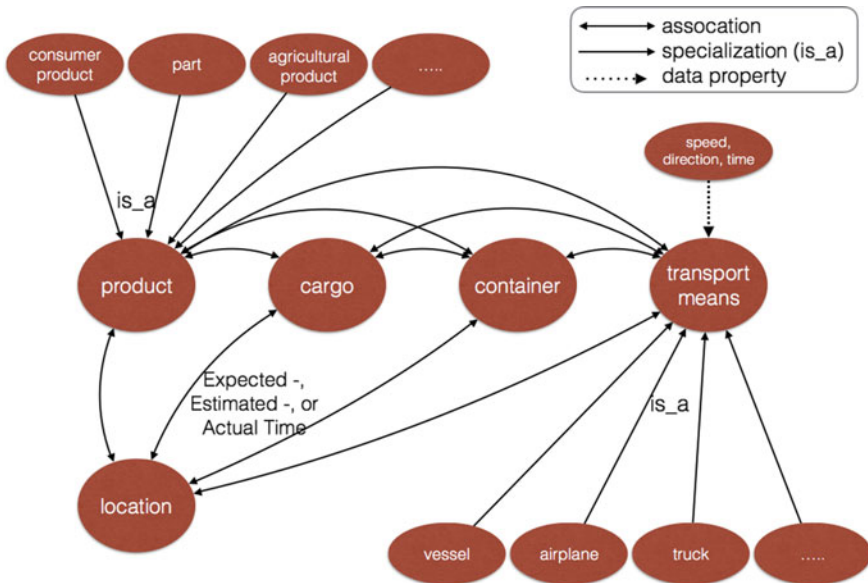 consumer
product
part
agricultural
product
.....
assocation
specialization (is_a)
data property
speed,
direction, time
is_a
product
cargo
container
transport
means
Expected -,
Estimated -, or
Actual Time
is_a
location
vessel
airplane
truck
.....